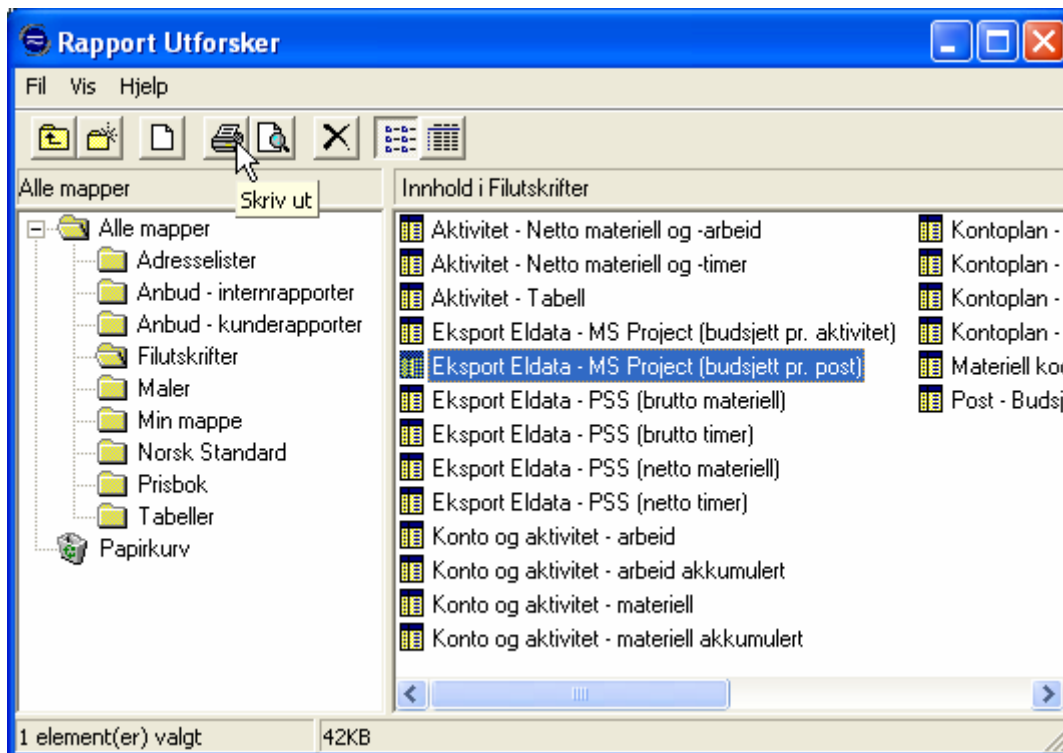 Rapport Utforsker
Fil Vis Hjelp
Skriv ut
Alle mapper
Alle mapper
Adresselister
Anbud - internrapporter
Anbud - kunderapporter
Filutskrifter
Maler
Min mappe
Norsk Standard
Prisbok
Tabeller
Papirkurv
Innhold i Filutskrifter
Aktivitet - Netto materiell og -arbeid
Aktivitet - Netto materiell og -timer
Aktivitet - Tabell
Eksport Eldata - MS Project (budsjett pr. aktivitet)
Eksport Eldata - MS Project (budsjett pr. post)
Eksport Eldata - PSS (brutto materiell)
Eksport Eldata - PSS (brutto timer)
Eksport Eldata - PSS (netto materiell)
Eksport Eldata - PSS (netto timer)
Konto og aktivitet - arbeid
Konto og aktivitet - arbeid akkumulert
Konto og aktivitet - materiell
Konto og aktivitet - materiell akkumulert
Kontoplan -
Kontoplan -
Kontoplan -
Kontoplan -
Materiell
Post -
1 element(er) valgt
42KB